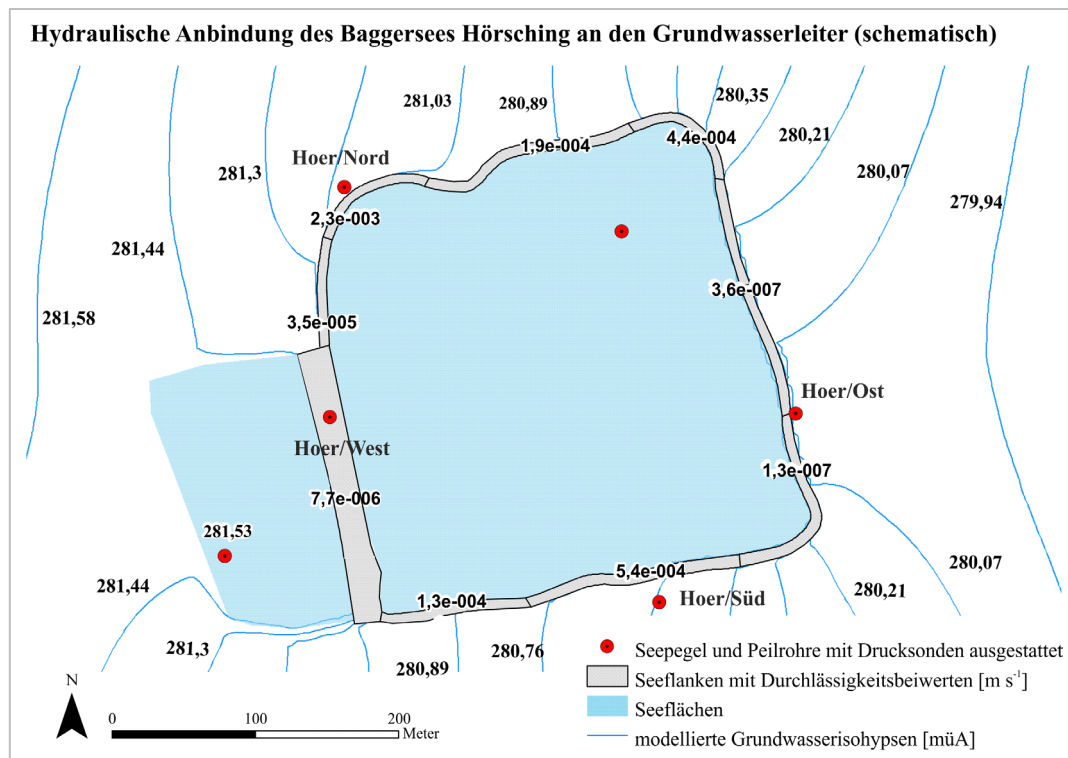 Hydraulische Anbindung des Baggersees Hörsching an den Grundwasserleiter (schematisch)
281,03
280,89
280,35
4,4e-004
280,21
1,9e-004
Hoer/Nord
281,3
280,07
279,94
2,3e-003
281,44
3,6e-007
281,58
3,5e-005
Hoer/Ost
Hoer/West
1,3e-007
7,7e-006
281,53
280,07
5,4e-004
281,44
280,21
1,3e-004
Hoer/Süd
281,3
280,89
280,76
Seepegel und Peilrohre mit Drucksonden ausgestattet
Seeflanken mit Durchlässigkeitsbeiwerten [m s⁻¹]
Seeflächen
modellierte Grundwasserisohypsen [müA]
N
0
100
200
Meter